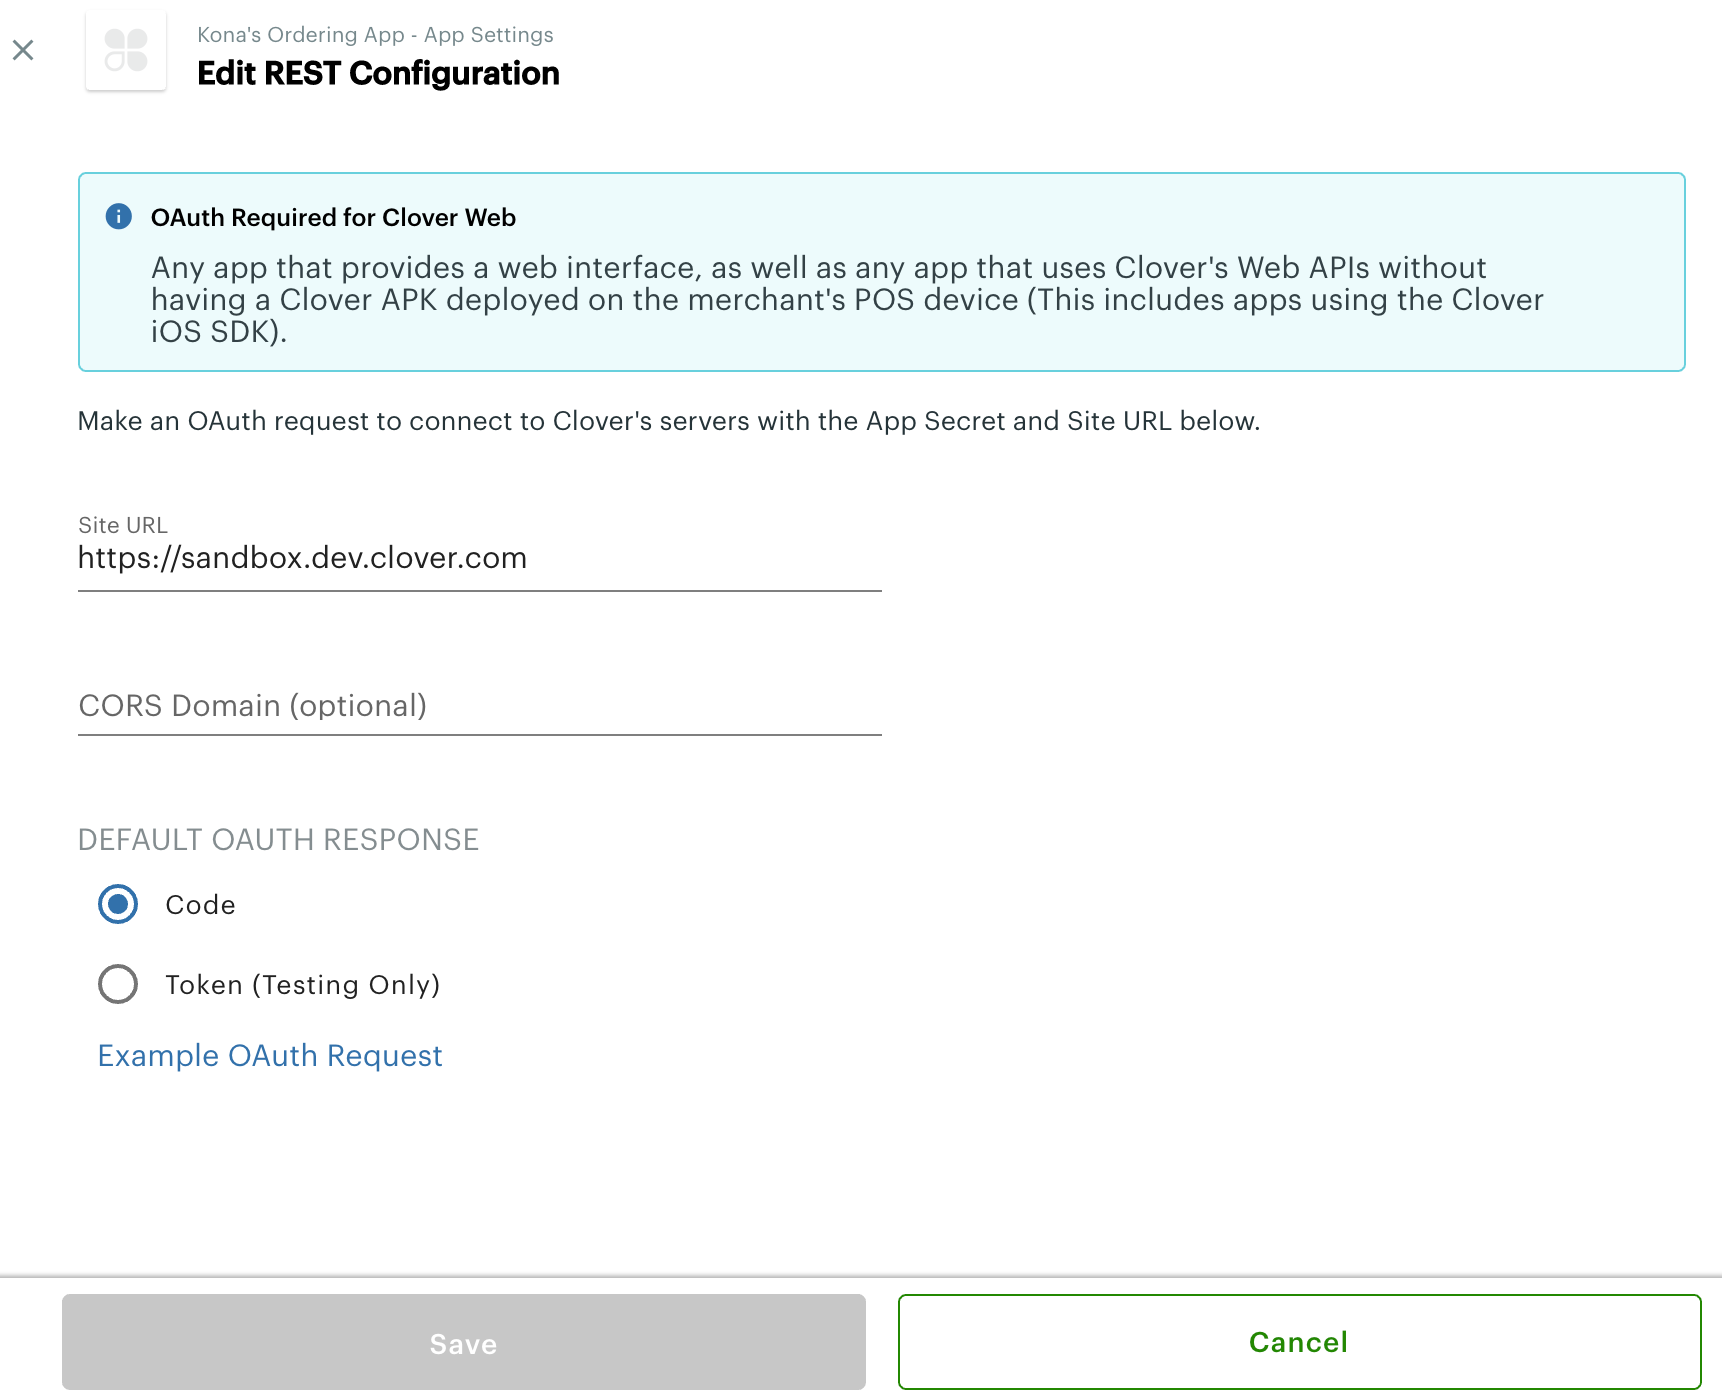 Kona's Ordering App - App Settings
Edit REST Configuration
OAuth Required for Clover Web
Any app that provides a web interface, as well as any app that uses Clover's Web APIs without
having a Clover APK deployed on the merchant's POS device (This includes apps using the Clover
iOS SDK).
Make an OAuth request to connect to Clover's servers with the App Secret and Site URL below.
Site URL
https://sandbox.dev.clover.com
CORS Domain (optional)
DEFAULT OAUTH RESPONSE
Code
Token (Testing Only)
Example OAuth Request
Save
Cancel